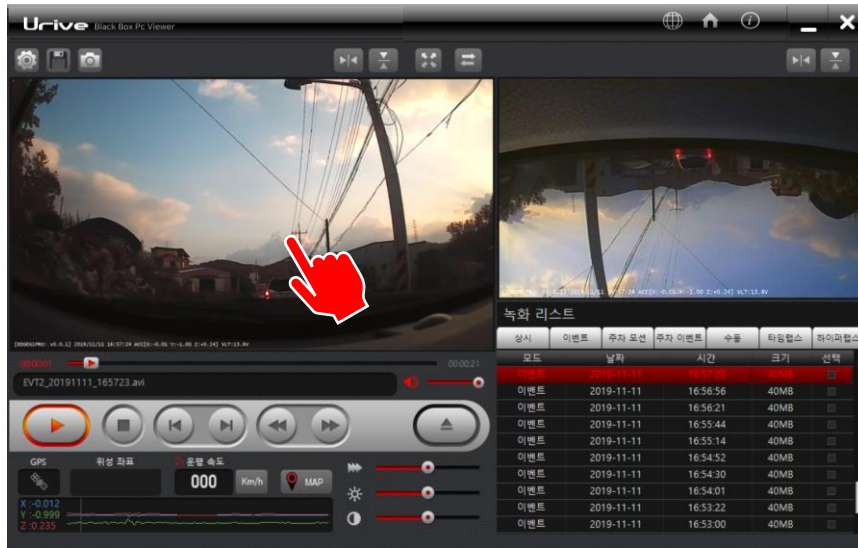 Urive Black Box Pc Viewer
녹화 리스트
상시 이벤트 주차 모션 주차 이벤트 수동 타임랩스 하이퍼랩스
모드 날짜 시간 크기 선택
이벤트 2019-11-11 40MB
이벤트 2019-11-11 16:56:56 40MB
이벤트 2019-11-11 16:56:21 40MB
이벤트 2019-11-11 16:55:44 40MB
이벤트 2019-11-11 16:55:14 40MB
이벤트 2019-11-11 16:54:52 40MB
이벤트 2019-11-11 16:54:30 40MB
이벤트 2019-11-11 16:54:01 40MB
이벤트 2019-11-11 16:53:22 40MB
이벤트 2019-11-11 16:53:00 40MB
00:00:01 00:00:21
EVT2_20191111_165723.avi
GPS 위성 좌표 운행 속도
000 Km/h MAP
X :-0.012
Y :-0.999
Z :0.235